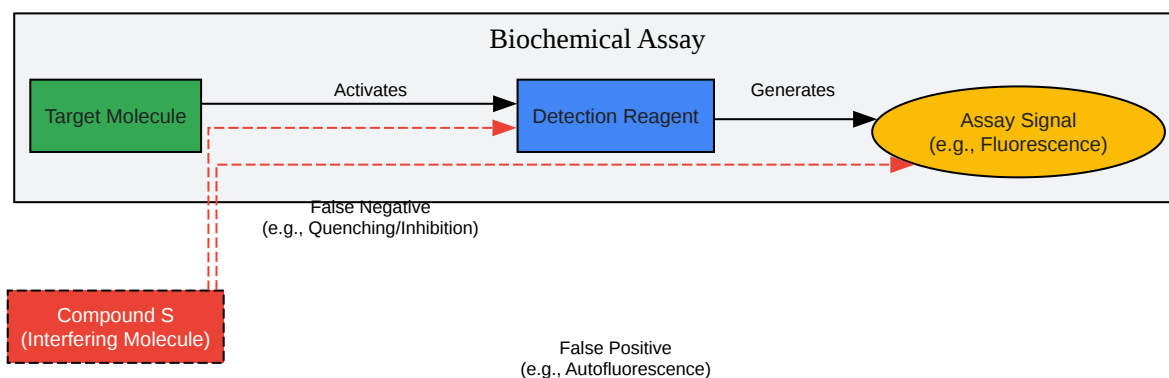 Biochemical Assay
Target Molecule
Activates
Detection Reagent
Generates
Assay Signal
(e.g., Fluorescence)
False Negative
(e.g., Quenching/Inhibition)
Compound S
(Interfering Molecule)
False Positive
(e.g., Autofluorescence)